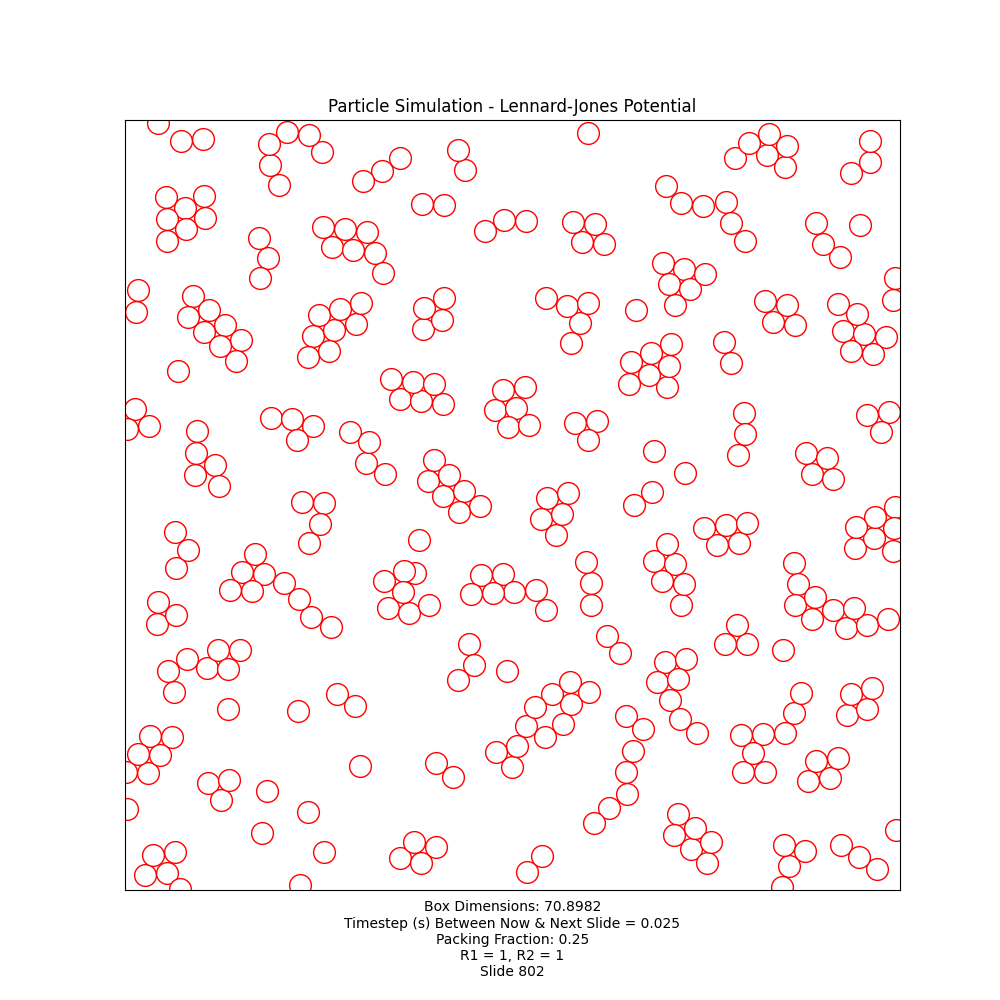 Particle Simulation - Lennard-Jones Potential
Box Dimensions: 70.8982
Timestep (s) Between Now & Next Slide = 0.025
Packing Fraction: 0.25
R1 = 1, R2 = 1
Slide 802